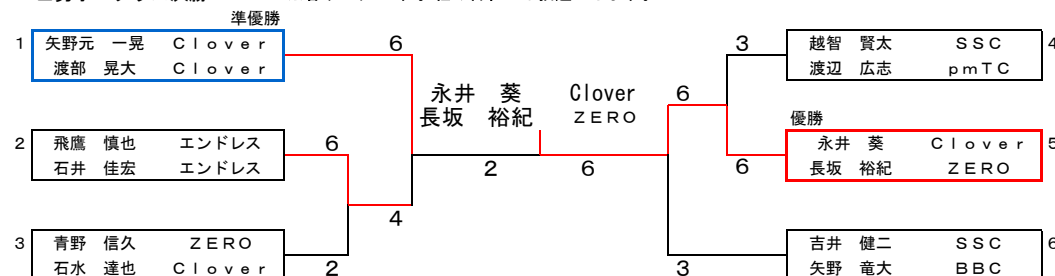 準優勝
1 矢野元 一晃 Ｃｌｏｖｅｒ
渡部 晃大 Ｃｌｏｖｅｒ
6
3
越智 賢太 ＳＳＣ 4
渡辺 広志 ｐｍＴＣ
永井 葵 Clover
長坂 裕紀 ＺＥＲＯ
6
優勝
2 飛鷹 慎也 エンドレス
石井 佳宏 エンドレス
6
2
6
6
永井 葵 Ｃｌｏｖｅｒ 5
長坂 裕紀 ＺＥＲＯ
4
3 青野 信久 ＺＥＲＯ
石水 達也 Ｃｌｏｖｅｒ
2
3
吉井 健二 ＳＳＣ 6
矢野 竜大 ＢＢＣ